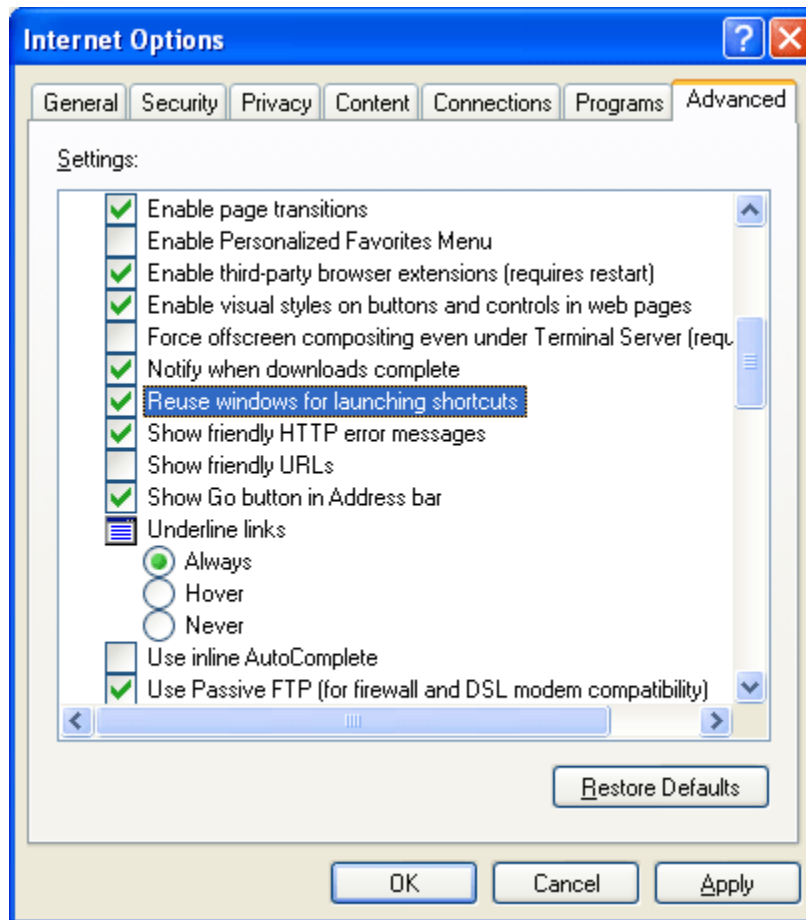 Internet Options
General Security Privacy Content Connections Programs Advanced
Settings:
Enable page transitions
Enable Personalized Favorites Menu
Enable third-party browser extensions (requires restart)
Enable visual styles on buttons and controls in web pages
Force offscreen compositing even under Terminal Server (requ
Notify when downloads complete
Reuse windows for launching shortcuts
Show friendly HTTP error messages
Show friendly URLs
Show Go button in Address bar
Underline links
Always
Hover
Never
Use inline AutoComplete
Use Passive FTP (for firewall and DSL modem compatibility)
Restore Defaults
OK Cancel Apply